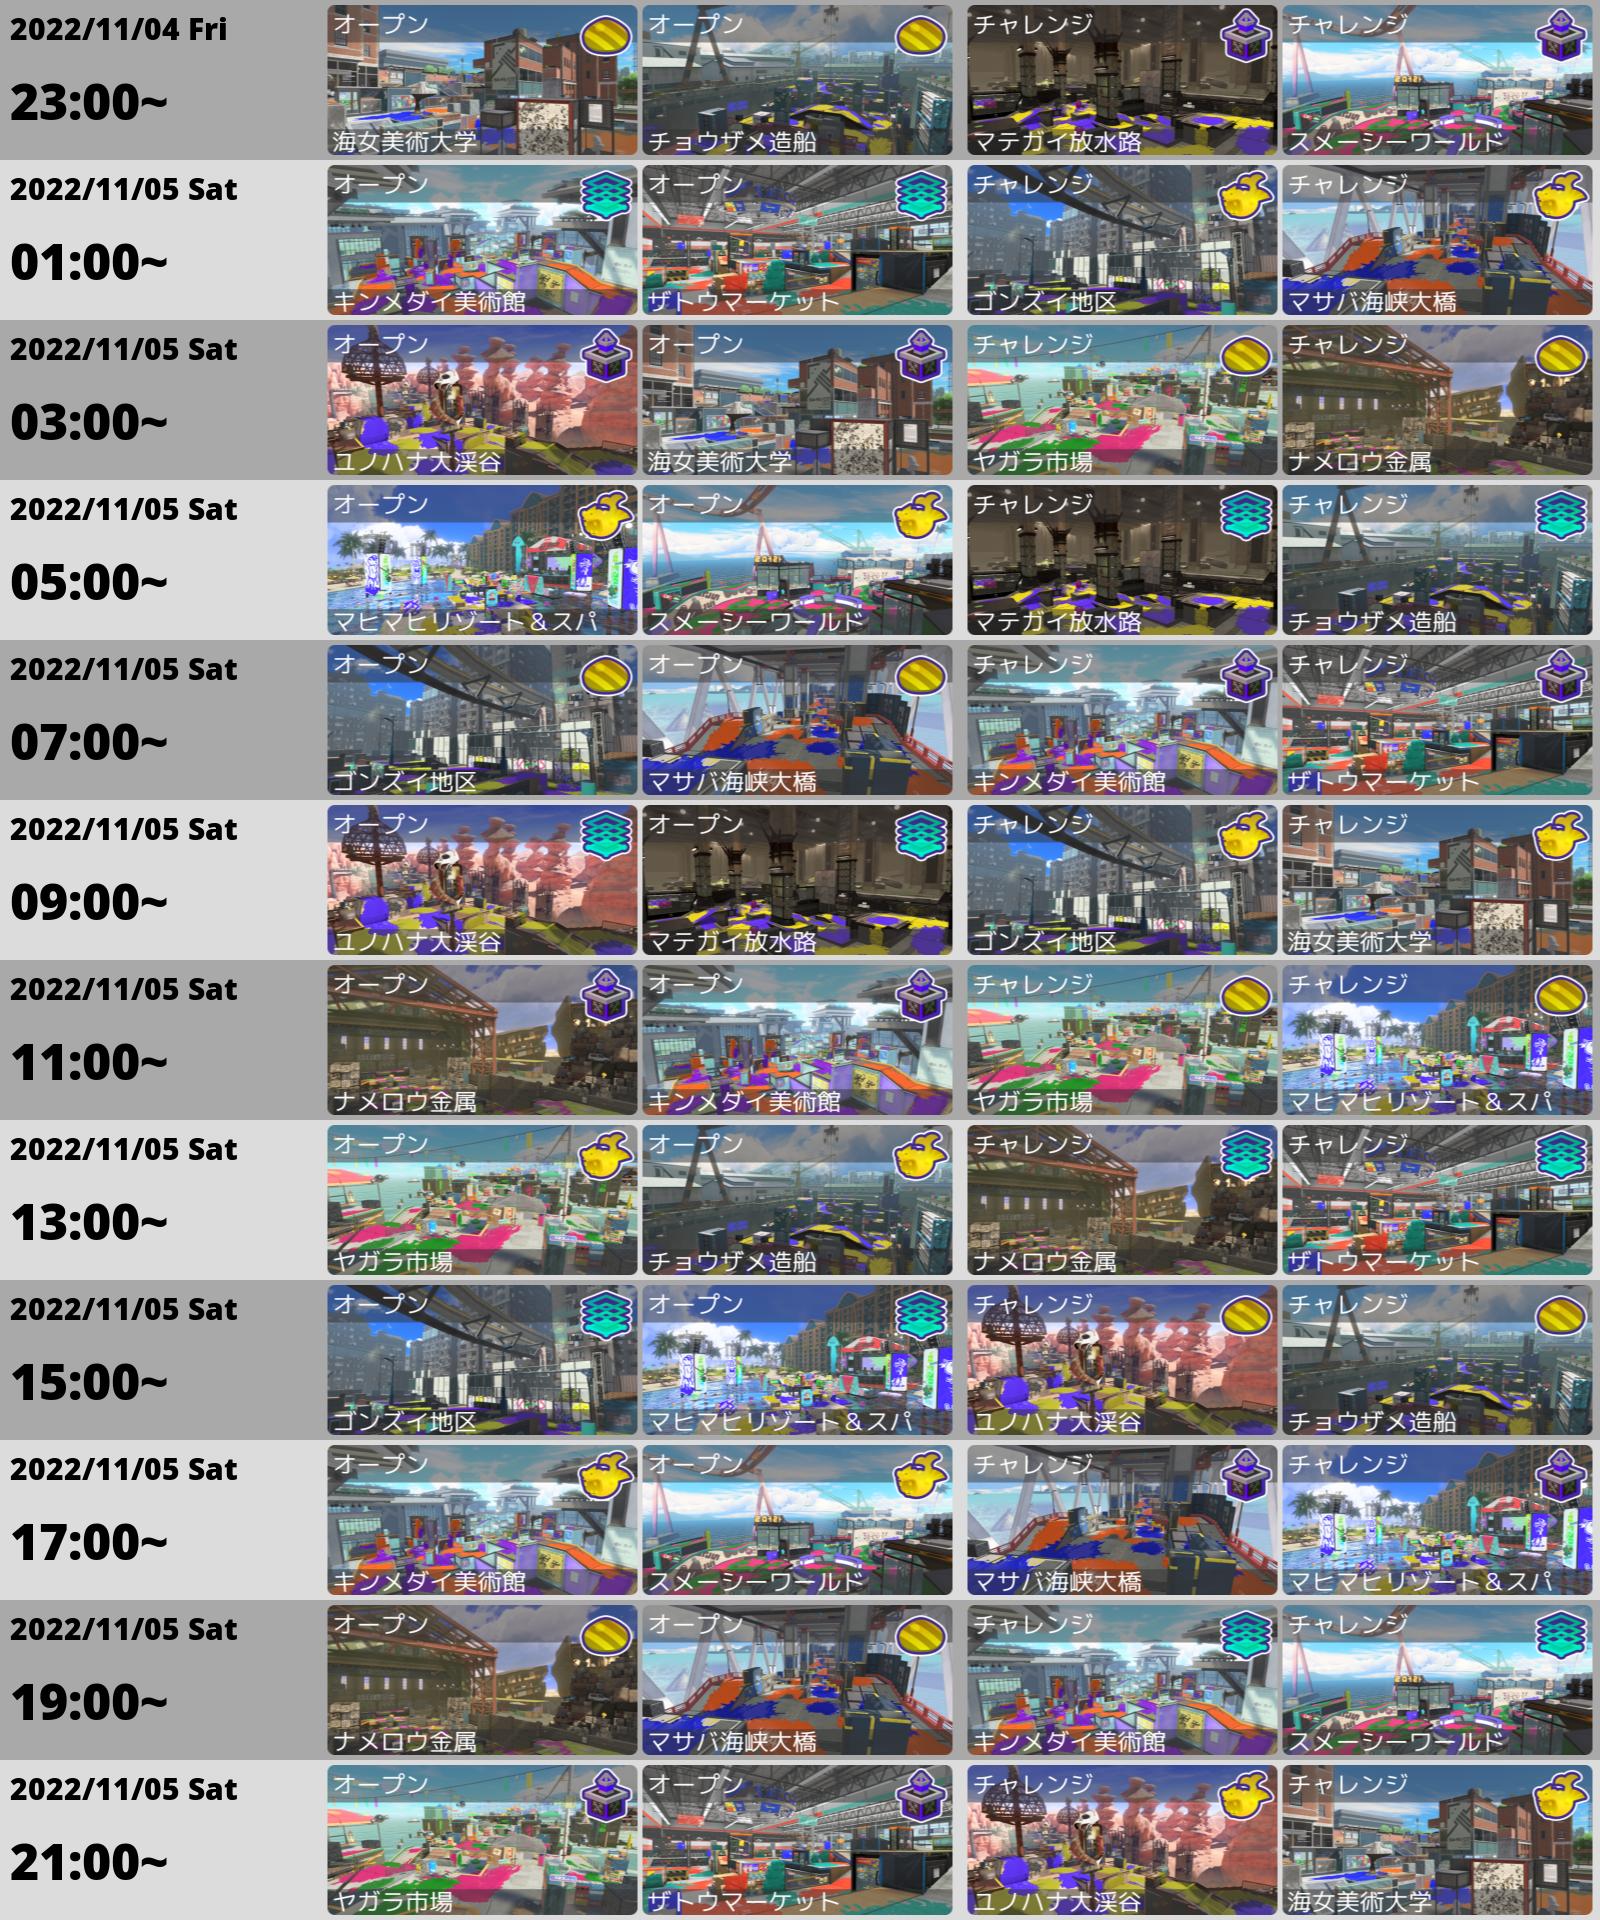 2022/11/04 Fri
23:00~
オープン
海女美術大学
オープン
チョウザメ造船
チャレンジ
マテガイ放水路
チャレンジ
スメーシーワールド
2022/11/05 Sat
01:00~
オープン
キンメダイ美術館
オープン
ザトウマーケット
チャレンジ
ゴンズイ地区
チャレンジ
マサバ海峡大橋
2022/11/05 Sat
03:00~
オープン
ユノハナ大渓谷
オープン
海女美術大学
チャレンジ
ヤガラ市場
チャレンジ
ナメロウ金属
2022/11/05 Sat
05:00~
オープン
マヒマヒリゾート＆スパ
オープン
スメーシーワールド
チャレンジ
マテガイ放水路
チャレンジ
チョウザメ造船
2022/11/05 Sat
07:00~
オープン
ゴンズイ地区
オープン
マサバ海峡大橋
チャレンジ
キンメダイ美術館
チャレンジ
ザトウマーケット
2022/11/05 Sat
09:00~
オープン
ユノハナ大渓谷
オープン
マテガイ放水路
チャレンジ
ゴンズイ地区
チャレンジ
海女美術大学
2022/11/05 Sat
11:00~
オープン
ナメロウ金属
オープン
キンメダイ美術館
チャレンジ
ヤガラ市場
チャレンジ
マヒマヒリゾート＆スパ
2022/11/05 Sat
13:00~
オープン
ヤガラ市場
オープン
チョウザメ造船
チャレンジ
ナメロウ金属
チャレンジ
ザトウマーケット
2022/11/05 Sat
15:00~
オープン
ゴンズイ地区
オープン
マヒマヒリゾート＆スパ
チャレンジ
ユノハナ大渓谷
チャレンジ
チョウザメ造船
2022/11/05 Sat
17:00~
オープン
キンメダイ美術館
オープン
スメーシーワールド
チャレンジ
マサバ海峡大橋
チャレンジ
マヒマヒリゾート＆スパ
2022/11/05 Sat
19:00~
オープン
ナメロウ金属
オープン
マサバ海峡大橋
チャレンジ
キンメダイ美術館
チャレンジ
スメーシーワールド
2022/11/05 Sat
21:00~
オープン
ヤガラ市場
オープン
ザトウマーケット
チャレンジ
ユノハナ大渓谷
チャレンジ
海女美術大学